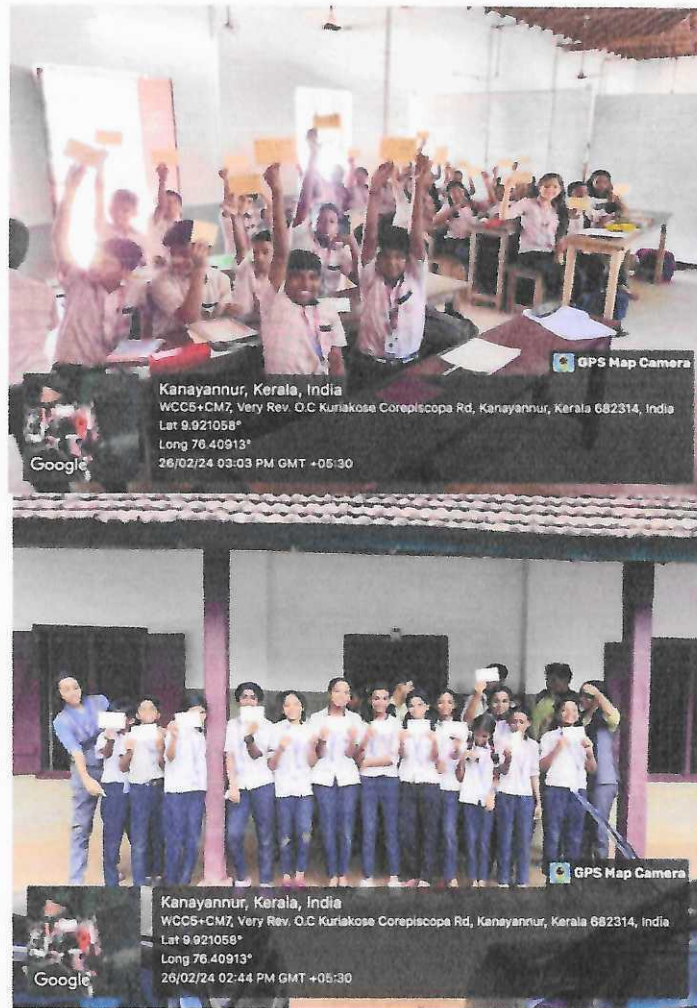 GPS Map Camera
Kanayannur, Kerala, India
WCC5+CM7, Very Rev. O.C Kuriakose Corepiscopa Rd, Kanayannur, Kerala 682314, India
Lat 9.921058°
Long 76.40913°
26/02/24 03:03 PM GMT +05:30
Google
GPS Map Camera
Kanayannur, Kerala, India
WCC5+CM7, Very Rev. O.C Kuriakose Corepiscopa Rd, Kanayannur, Kerala 682314, India
Lat 9.921058°
Long 76.40913°
26/02/24 02:44 PM GMT +05:30
Google